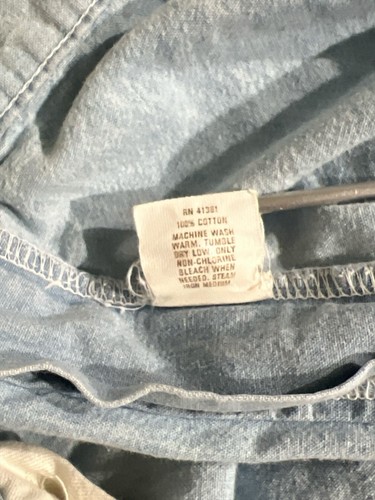 RN 41381
100% COTTON
MACHINE WASH
WARM, TUMBLE
DRY LOW, ONLY
NON-CHLORINE
BLEACH WHEN
NEEDED. STEAM
IRON MEDIUM